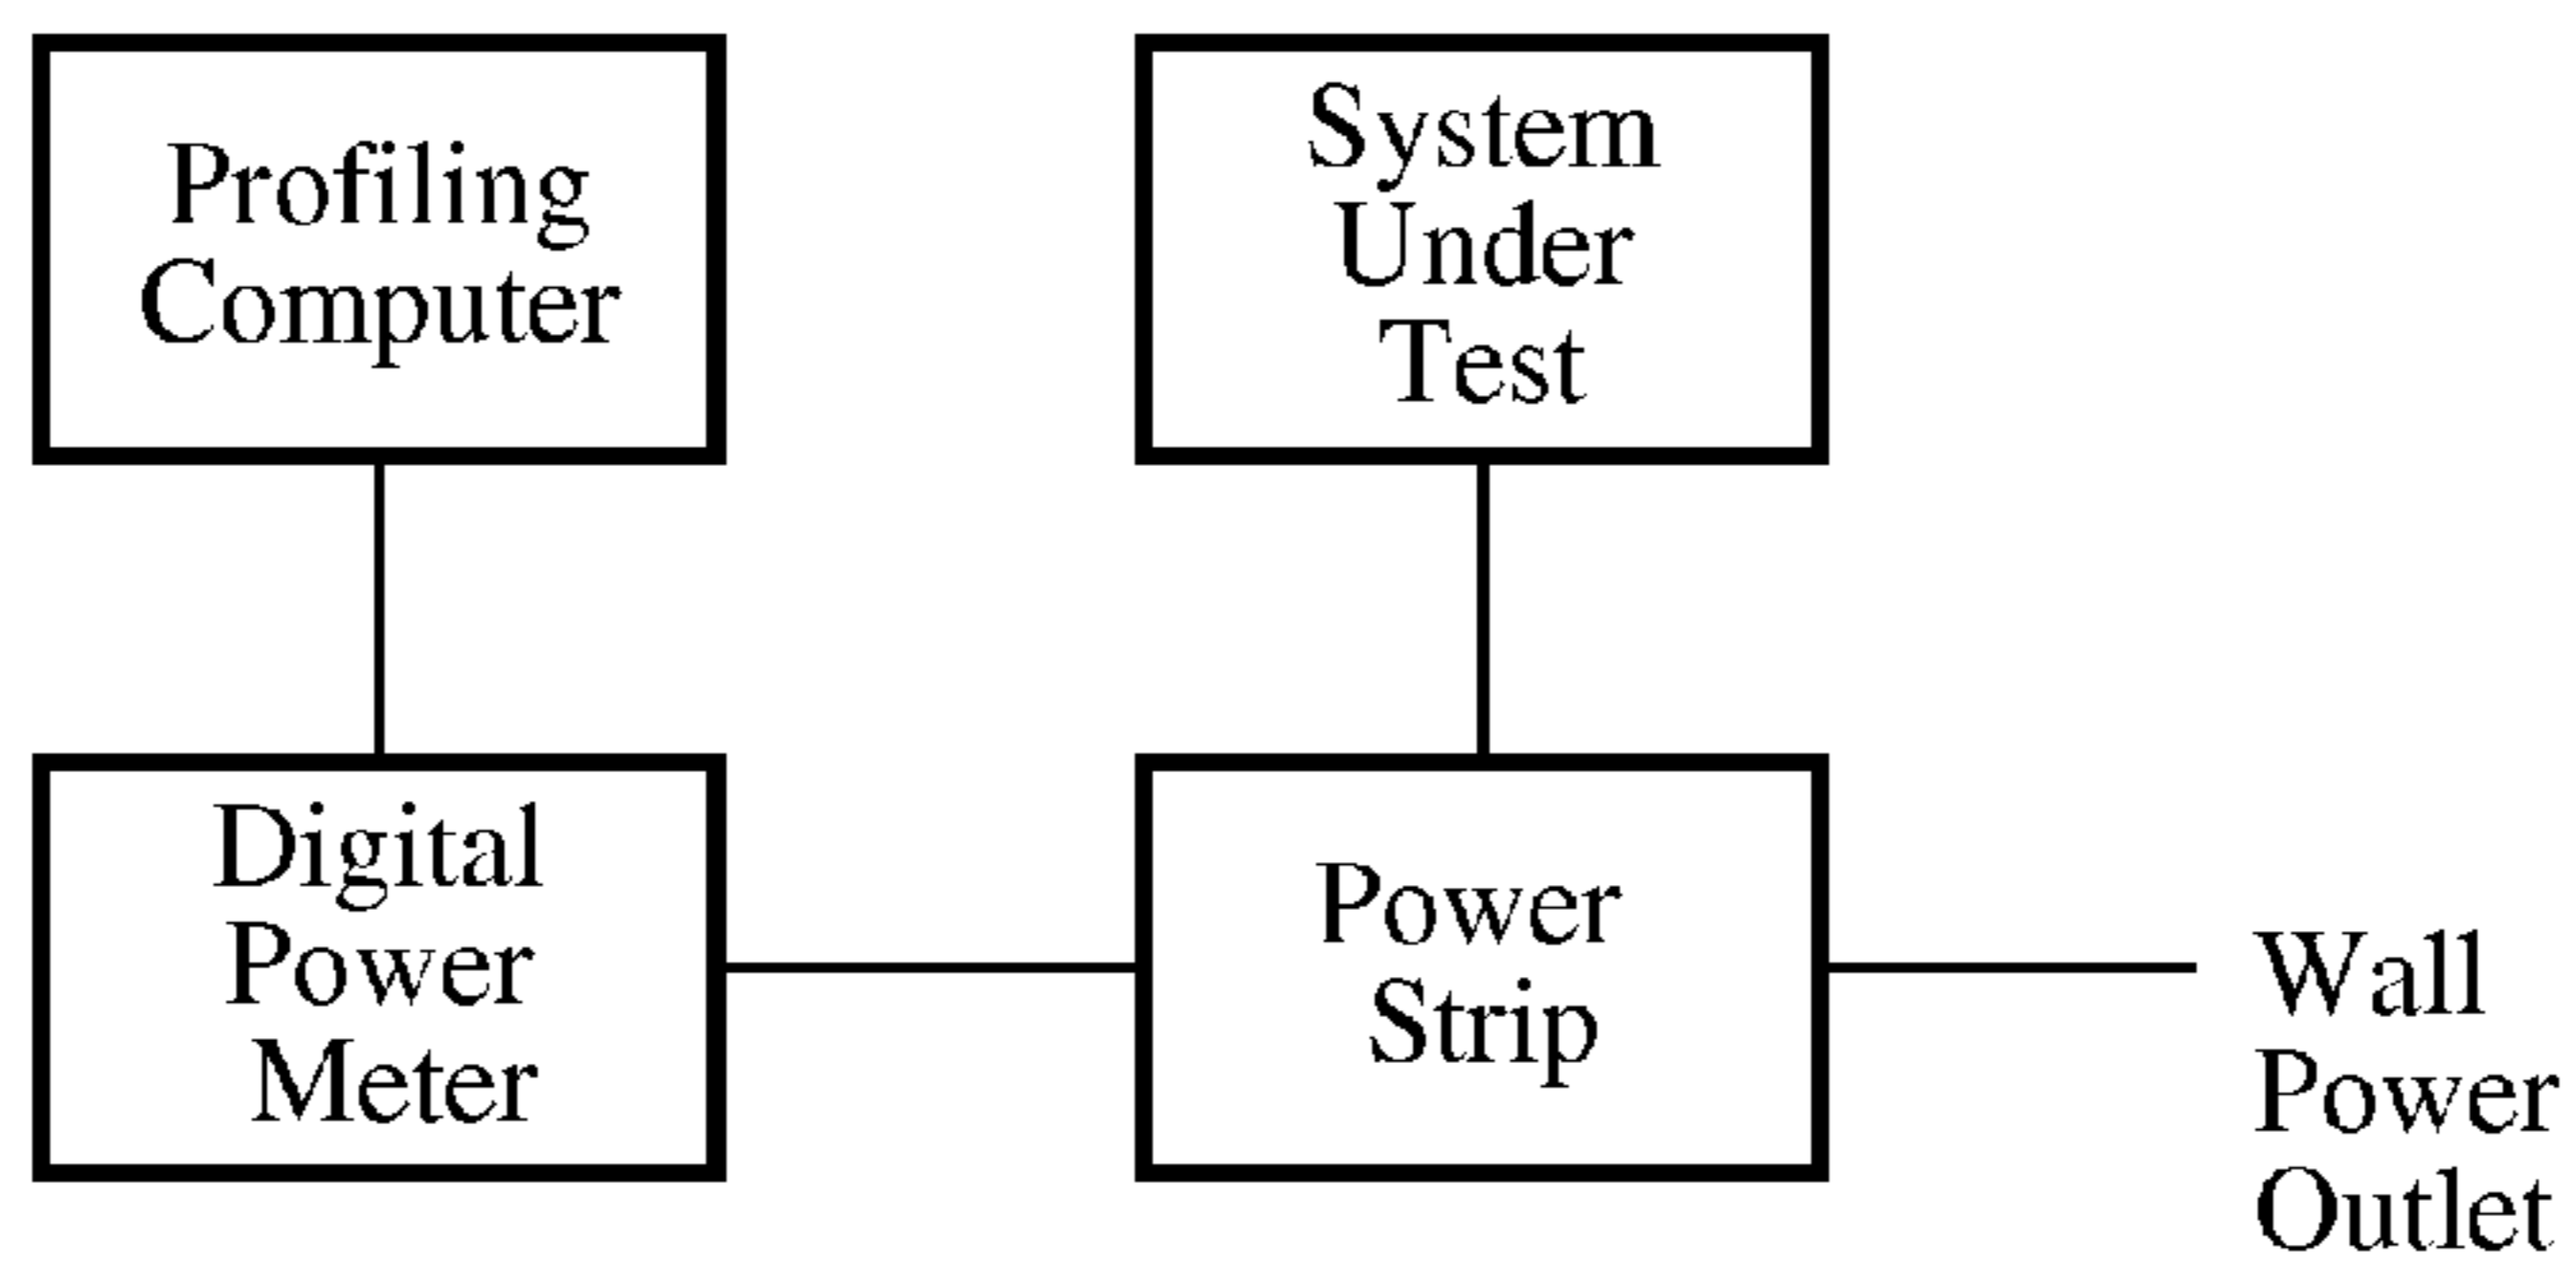 Profiling
Computer
System
Under
Test
Digital
Power
Meter
Power
Strip
Wall
Power
Outlet